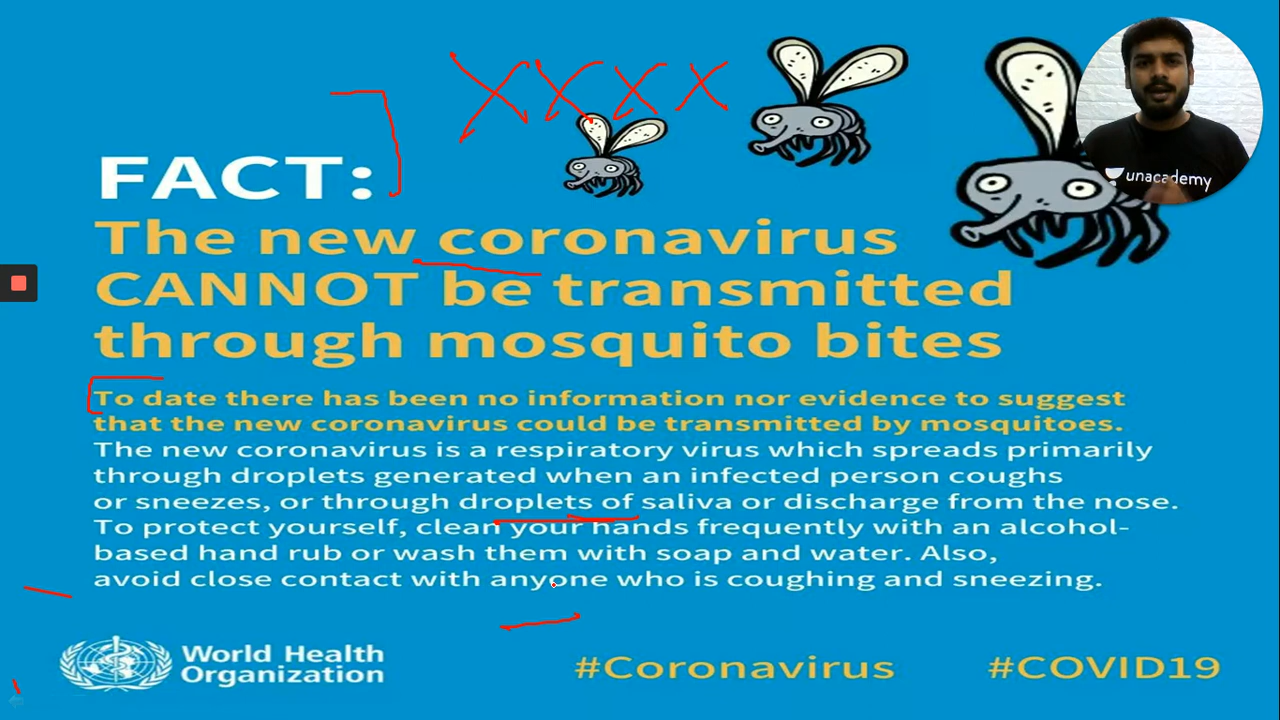 unacademy
FACT:
The new coronavirus
CANNOT be transmitted
through mosquito bites
To date there has been no information nor evidence to suggest
that the new coronavirus could be transmitted by mosquitoes.
The new coronavirus is a respiratory virus which spreads primarily
through droplets generated when an infected person coughs
or sneezes, or through droplets of saliva or discharge from the nose.
To protect yourself, clean your hands frequently with an alcohol-
based hand rub or wash them with soap and water. Also,
avoid close contact with anyone who is coughing and sneezing.
World Health
Organization
#Coronavirus
#COVID19